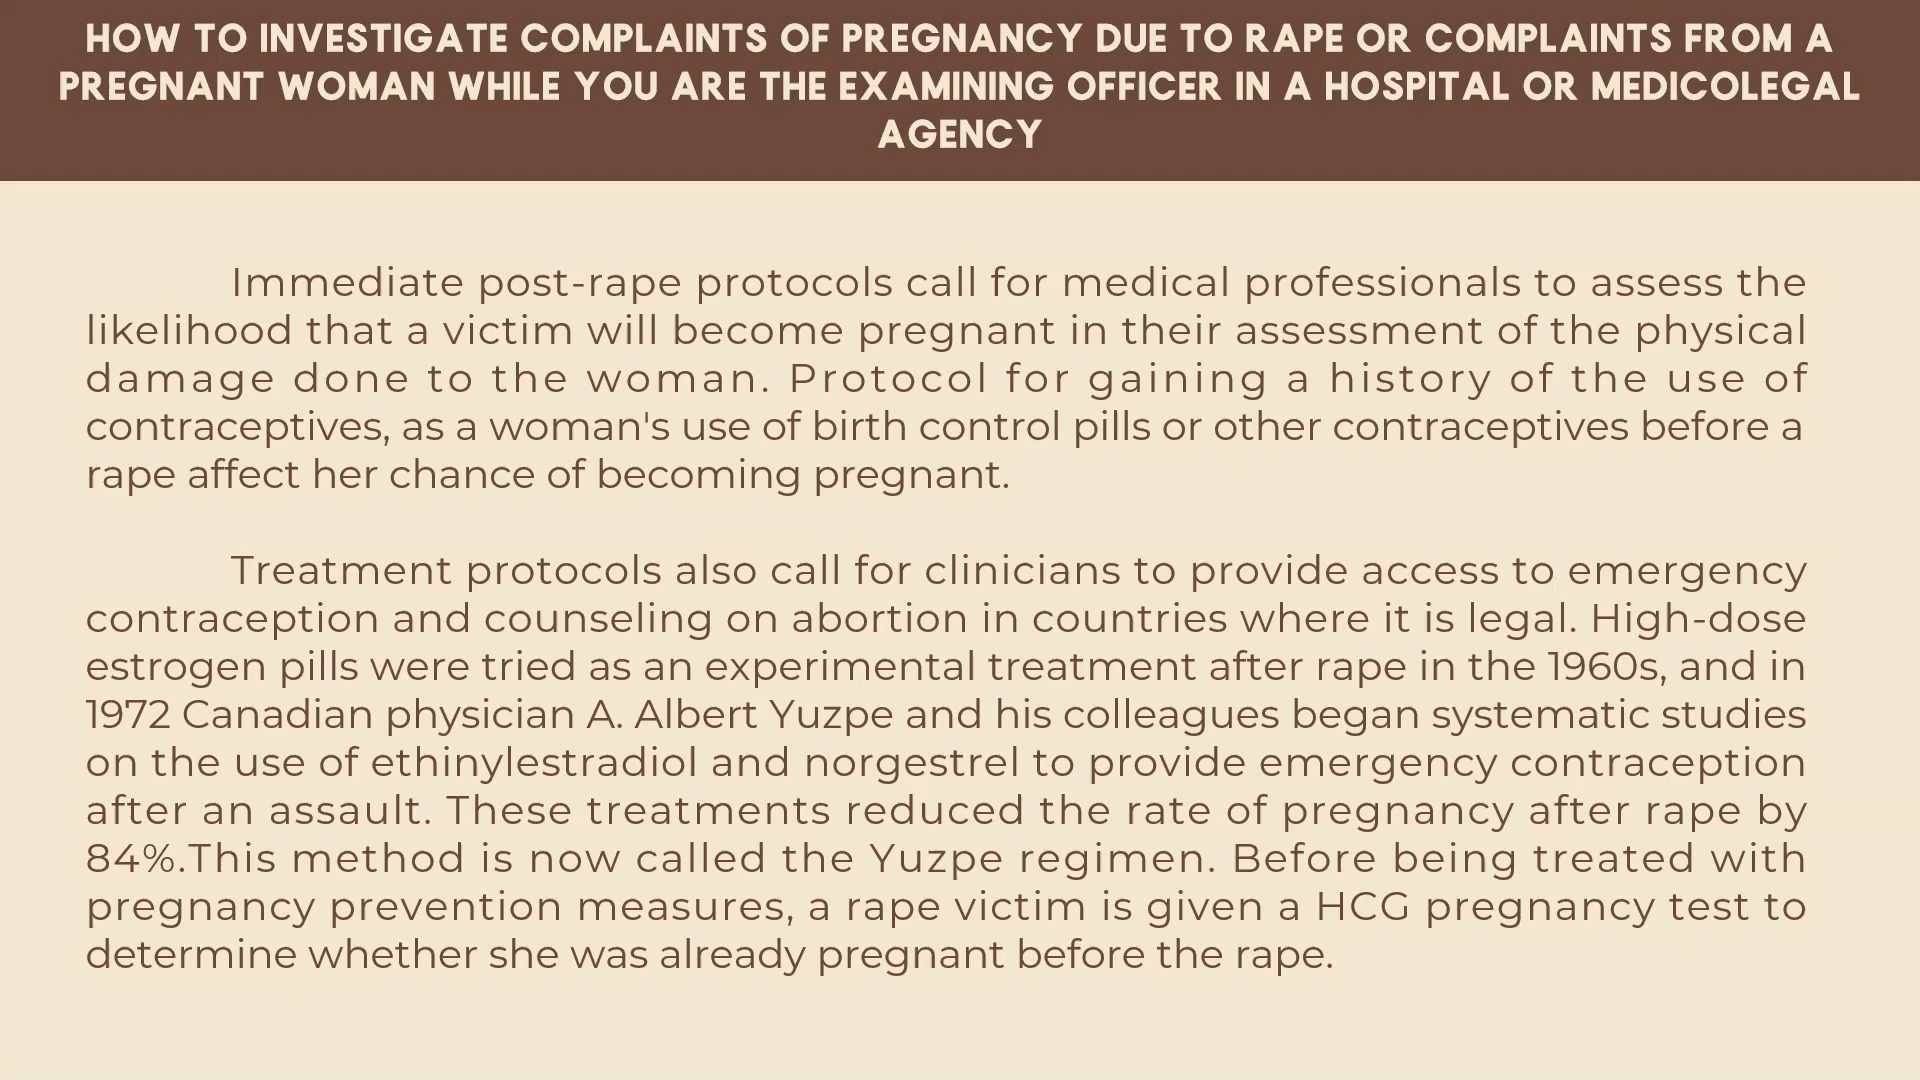 HOW TO INVESTIGATE COMPLAINTS OF PREGNANCY DUE TO RAPE OR COMPLAINTS FROM A
PREGNANT WOMAN WHILE YOU ARE THE EXAMINING OFFICER IN A HOSPITAL OR MEDICOLEGAL
AGENCY
Immediate post-rape protocols call for medical professionals to assess the
likelihood that a victim will become pregnant in their assessment of the physical
damage done to the woman. Protocol for gaining a history of the use of
contraceptives, as a woman's use of birth control pills or other contraceptives before a
rape affect her chance of becoming pregnant.
Treatment protocols also call for clinicians to provide access to emergency
contraception and counseling on abortion in countries where it is legal. High-dose
estrogen pills were tried as an experimental treatment after rape in the 1960s, and in
1972 Canadian physician A. Albert Yuzpe and his colleagues began systematic studies
on the use of ethinylestradiol and norgestrel to provide emergency contraception
after an assault. These treatments reduced the rate of pregnancy after rape by
84%.This method is now called the Yuzpe regimen. Before being treated with
pregnancy prevention measures, a rape victim is given a HCG pregnancy test to
determine whether she was already pregnant before the rape.